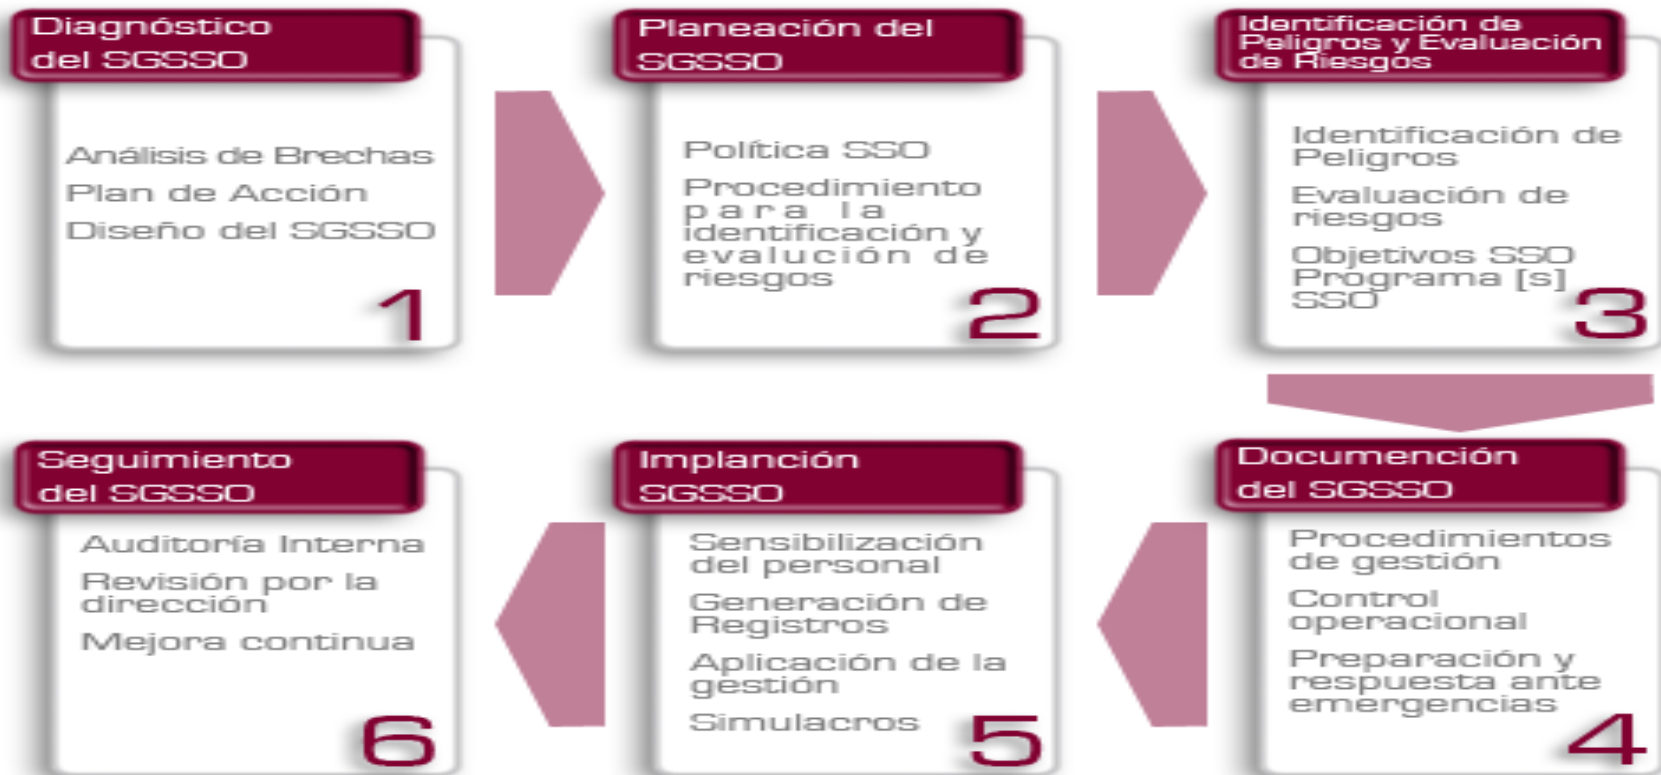 Diagnóstico
del SGSSO
Análisis de Brechas
Plan de Acción
Diseño del SGSSO
1
Planeación del
SGSSO
Política SSO
Procedimiento
para la
identificación y
evalución de
riesgos
2
Identificación de
Peligros y Evaluación
de Riesgos
Identificación de
Peligros
Evaluación de
riesgos
Objetivos SSO
Programa [s]
SSO
3
Documención
del SGSSO
Procedimientos
de gestión
Control
operacional
Preparación y
respuesta ante
emergencias
4
Implanción
SGSSO
Sensibilización
del personal
Generación de
Registros
Aplicación de la
gestión
Simulacros
5
Seguimiento
del SGSSO
Auditoría Interna
Revisión por la
dirección
Mejora continua
6